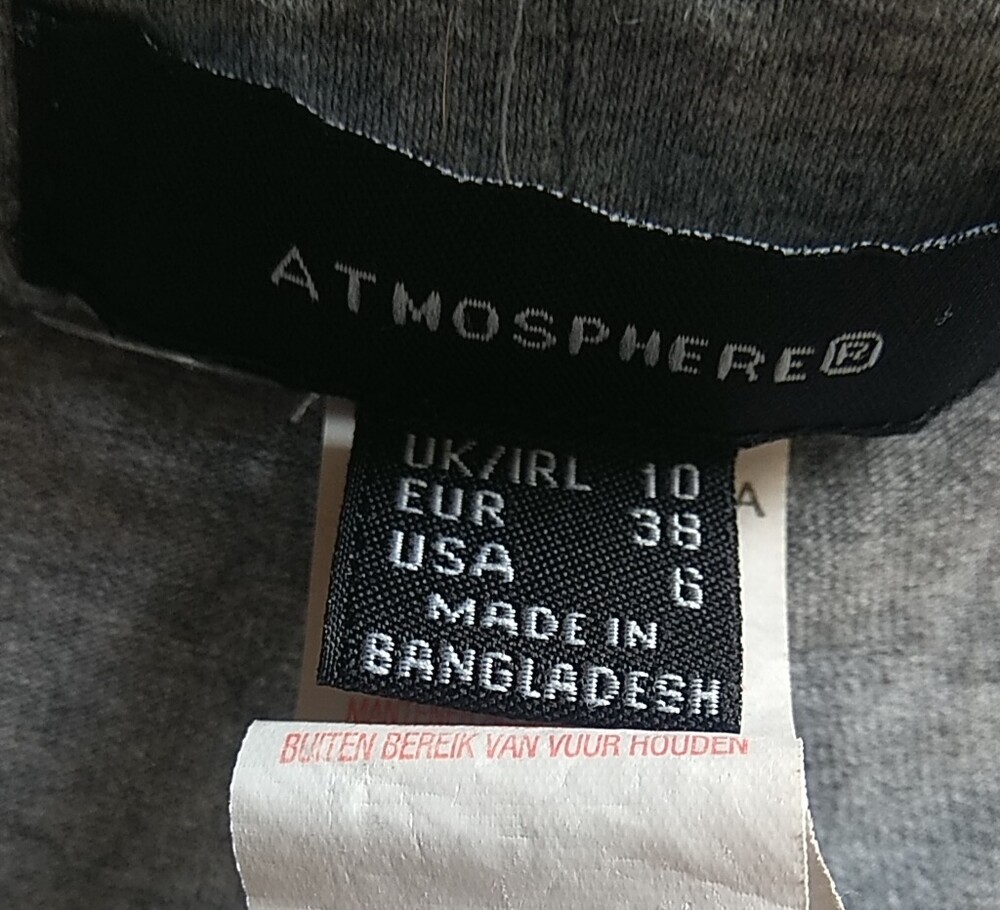 ATMOSPHERE®
UK/IRL 10
EUR 38
USA 6
MADE IN
BANGLADESH
A
BUITEN BEREIK VAN VUUR HOUDEN